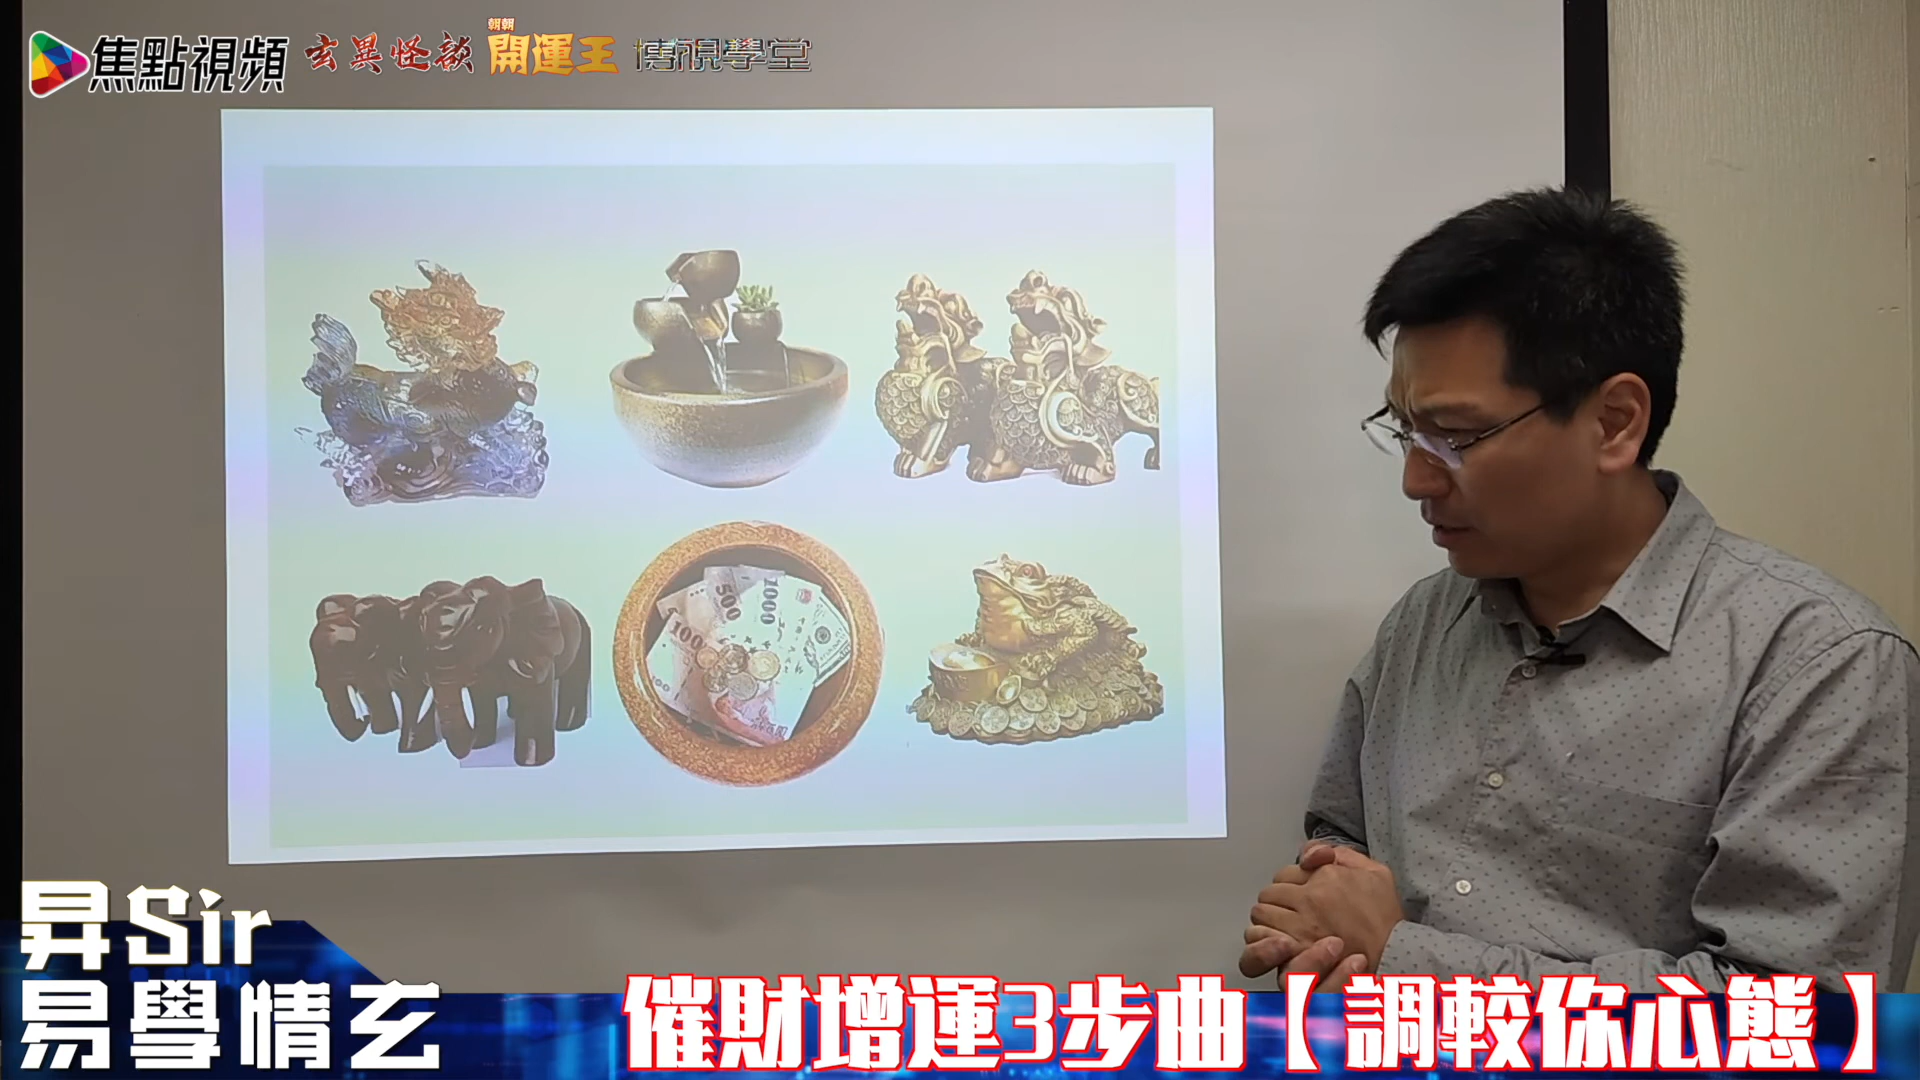 焦點視頻
玄異怪談
朝朝
開運王
博視學堂
500
1000
100
昇Sir
易學情玄
催財增運3步曲【調較你心態】